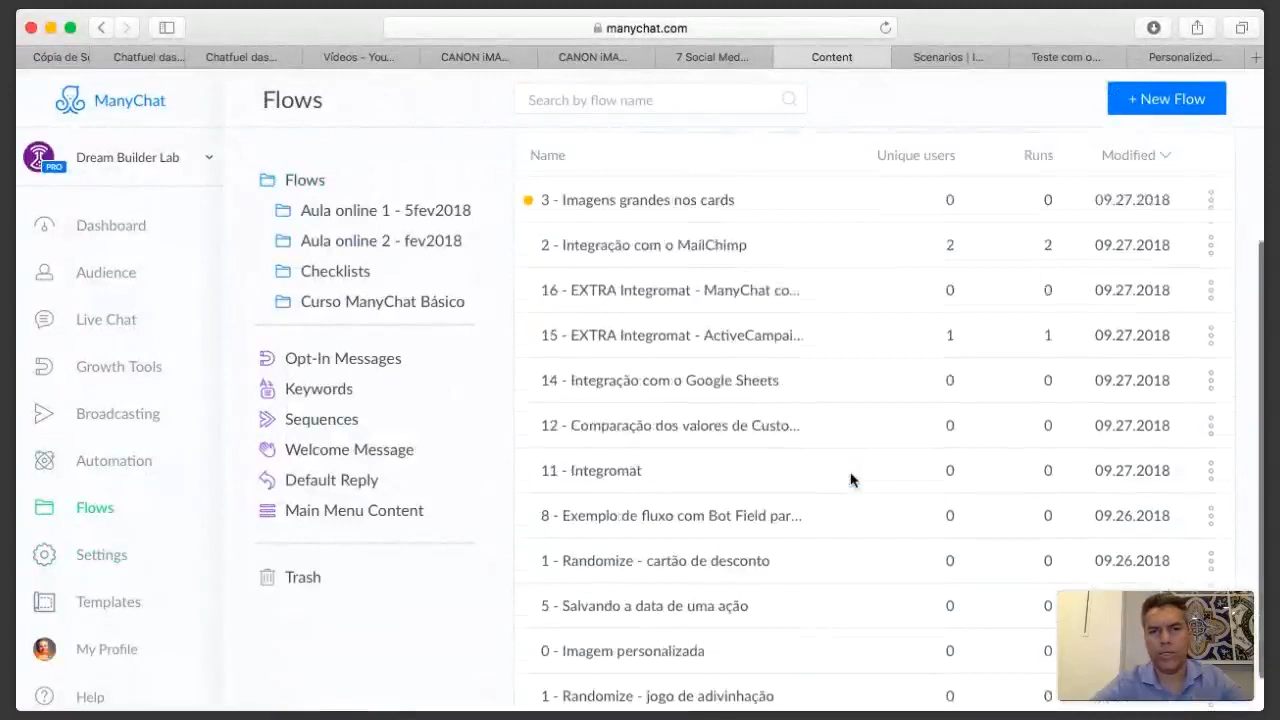 manychat.com
Cópia de Se
Chatfuel das...
Chatfuel das...
Vídeos – You...
CANON iMA...
CANON iMA...
7 Social Med...
Content
Scenarios | I...
Teste com o...
Personalized...
ManyChat
Flows
Search by flow name
+ New Flow
Dream Builder Lab
PRO
Dashboard
Audience
Live Chat
Growth Tools
Broadcasting
Automation
Flows
Settings
Templates
My Profile
Help
Flows
Aula online 1 - 5fev2018
Aula online 2 - fev2018
Checklists
Curso ManyChat Básico
Opt-In Messages
Keywords
Sequences
Welcome Message
Default Reply
Main Menu Content
Trash
Name Unique users Runs Modified
3 - Imagens grandes nos cards 0 0 09.27.2018
2 - Integração com o MailChimp 2 2 09.27.2018
16 - EXTRA Integromat - ManyChat co... 0 0 09.27.2018
15 - EXTRA Integromat - ActiveCampai... 1 1 09.27.2018
14 - Integração com o Google Sheets 0 0 09.27.2018
12 - Comparação dos valores de Custo... 0 0 09.27.2018
11 - Integromat 0 0 09.27.2018
8 - Exemplo de fluxo com Bot Field par... 0 0 09.26.2018
1 - Randomize - cartão de desconto 0 0 09.26.2018
5 - Salvando a data de uma ação 0 0
0 - Imagem personalizada 0 0
1 - Randomize - jogo de adivinhação 0 0